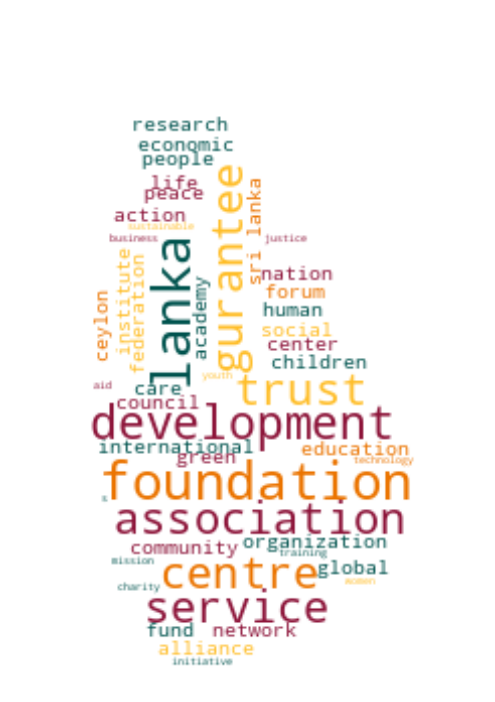 research
economic
people
life
peace
action
sustainable
business
justice
lanka
gurantee
sri lanka
nation
institute
federation
academy
ceylon
forum
human
social
center
children
youth
aid
care
trust
council
development
international
education
green
technology
foundation
s
association
organization
community
training
mission
centre
global
women
charity
service
fund
network
alliance
initiative